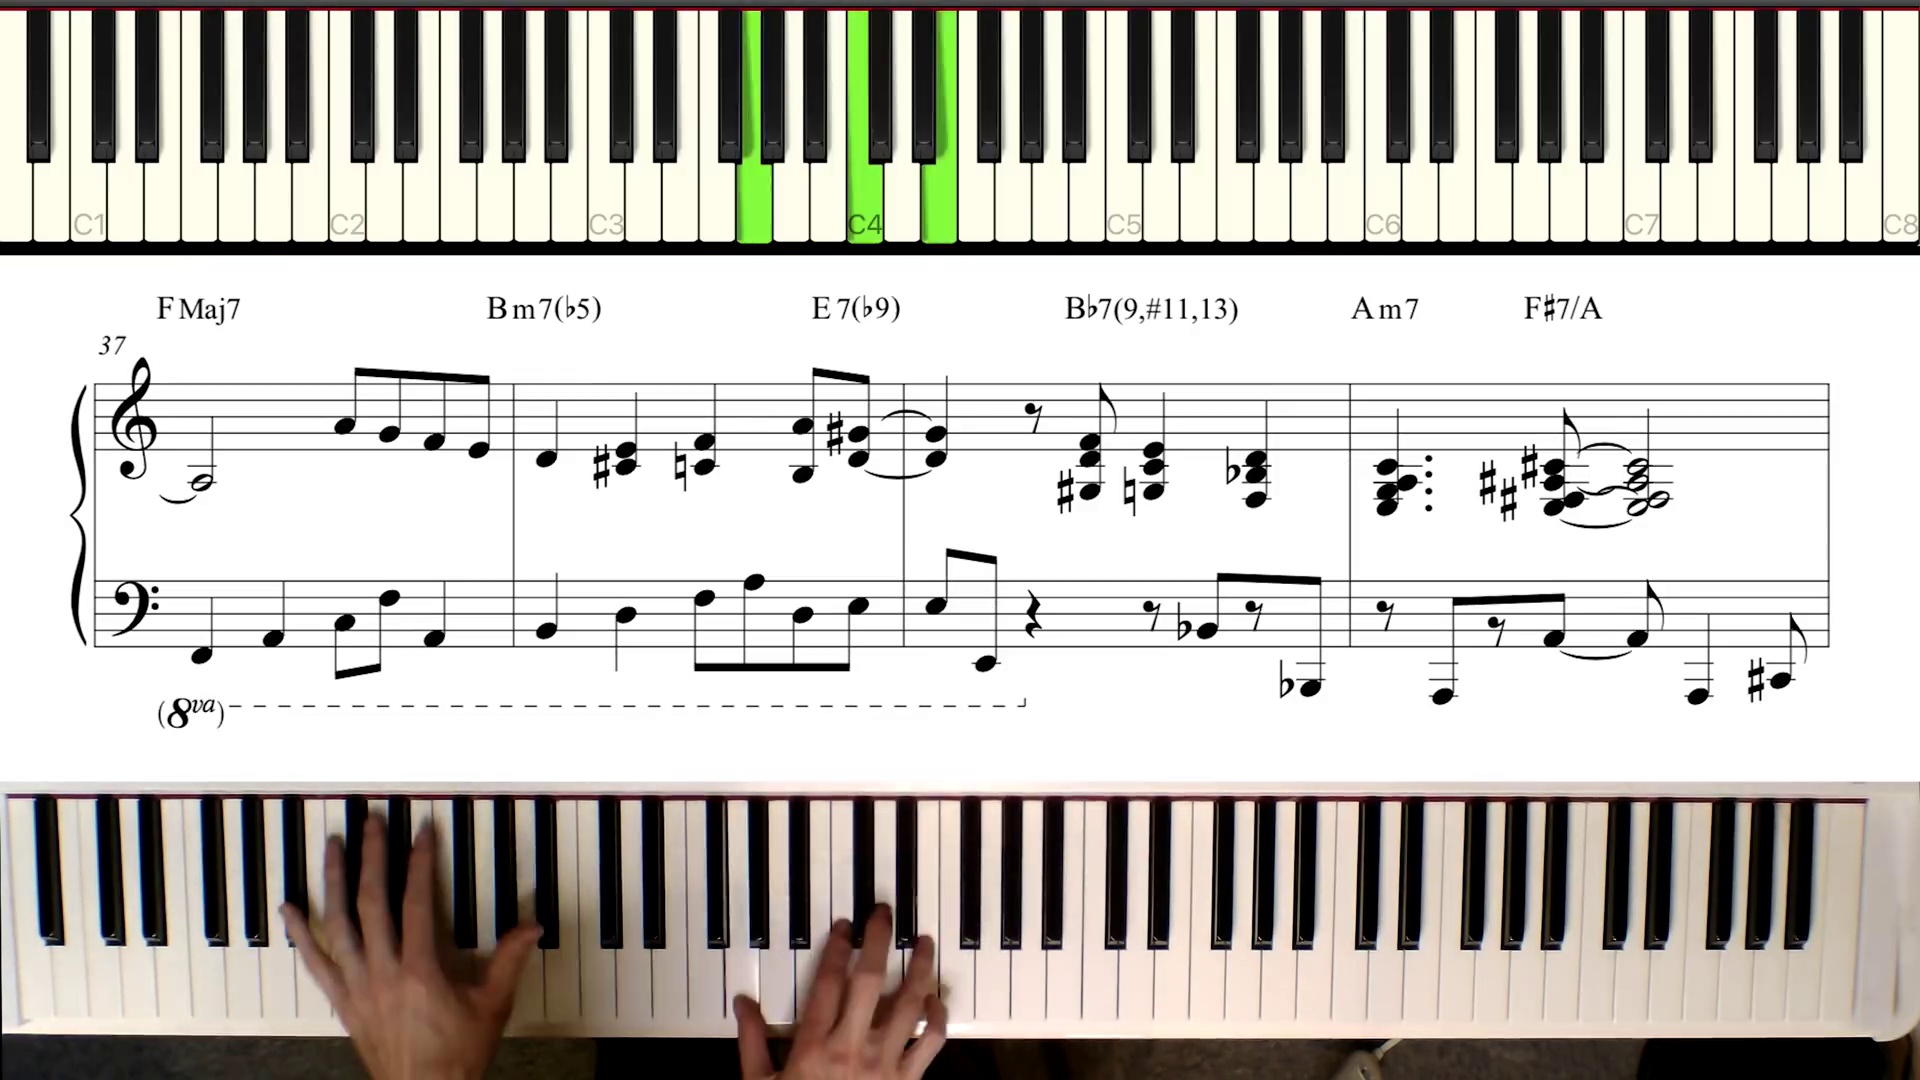 C1 C2 C3 C4 C5 C6 C7 C8
F Maj7 B m7(♭5) E 7(♭9) B♭7(9,#11,13) A m7 F#7/A
37
(8va)